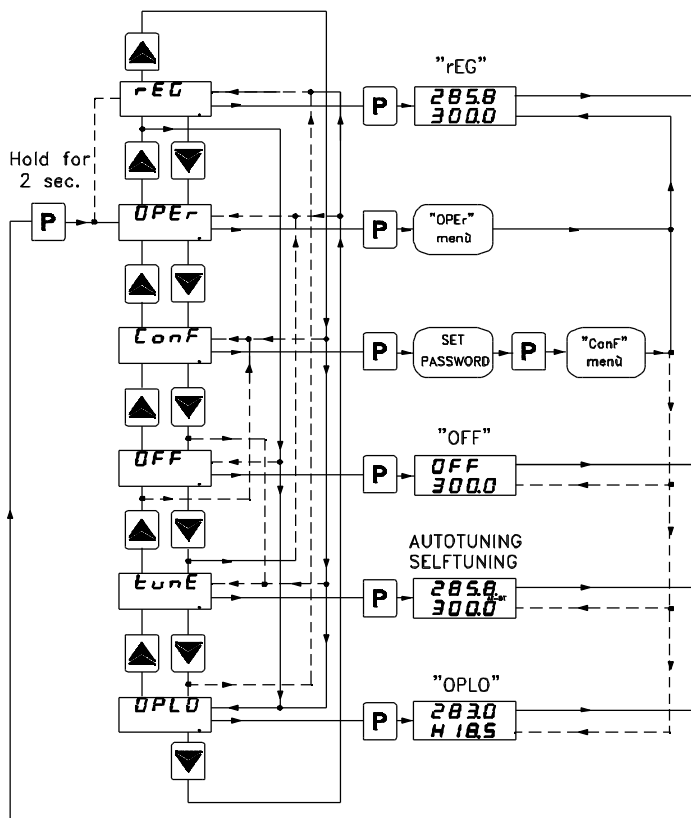 "rEG"
rEG
P
285.8
300.0
Hold for
2 sec.
P
OPEr
P
"OPEr"
menù
ConF
P
SET
PASSWORD
P
"ConF"
menù
"OFF"
OFF
P
OFF
300.0
AUTOTUNING
SELFTUNING
tunE
P
285.8
300.0
"OPLO"
OPLO
P
283.0
H 18.5